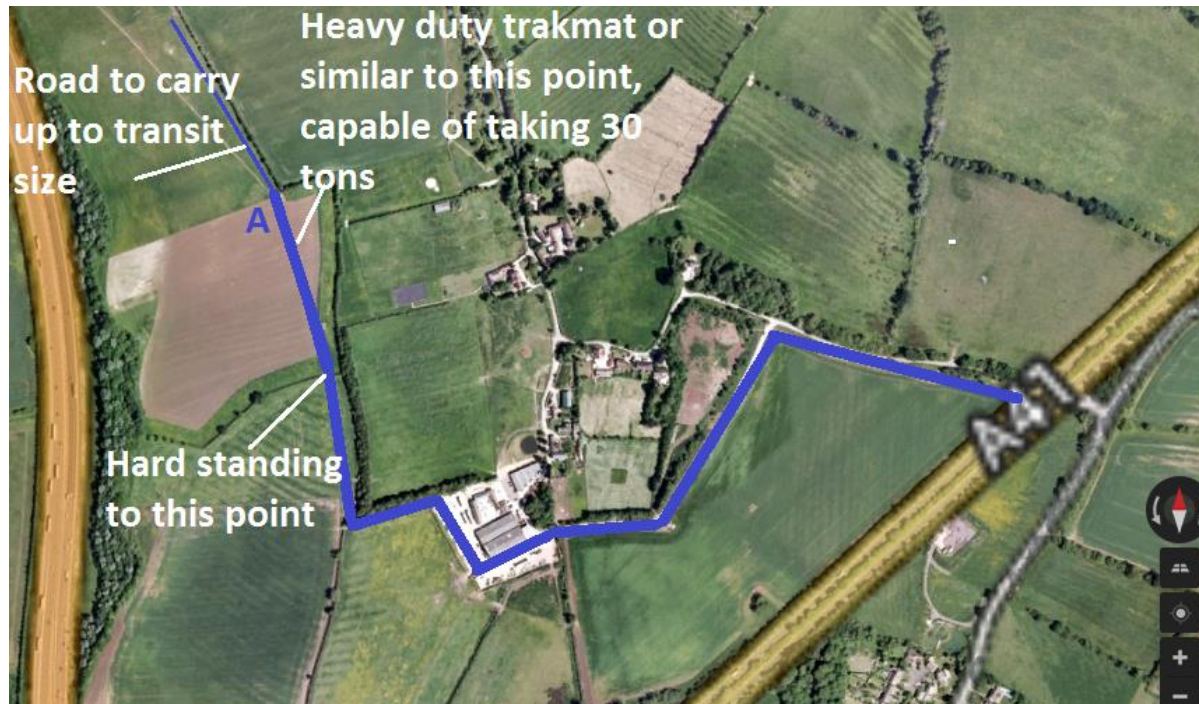 Heavy duty trakmat or
similar to this point,
capable of taking 30
tons
Road to carry
up to transit
size
A
Hard standing
to this point
A41